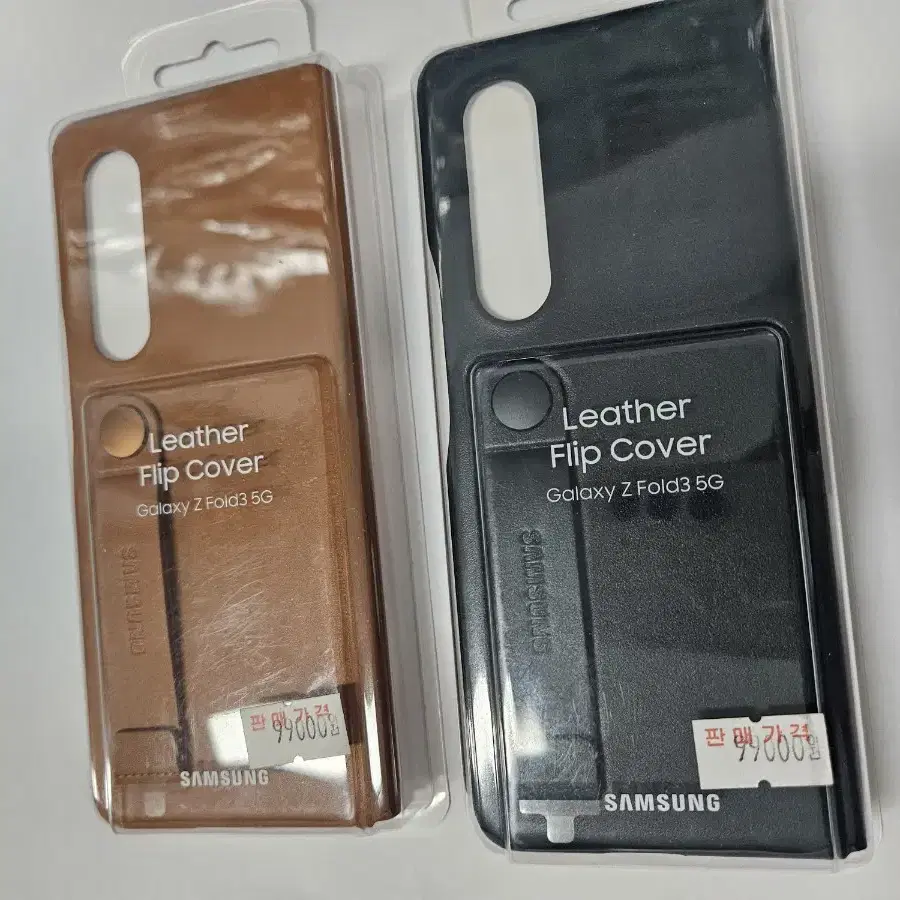 Leather
Flip Cover
Galaxy Z Fold3 5G
SAMSUNG
판매가격
99000원
SAMSUNG
Leather
Flip Cover
Galaxy Z Fold3 5G
SAMSUNG
판매가격
99000원
SAMSUNG